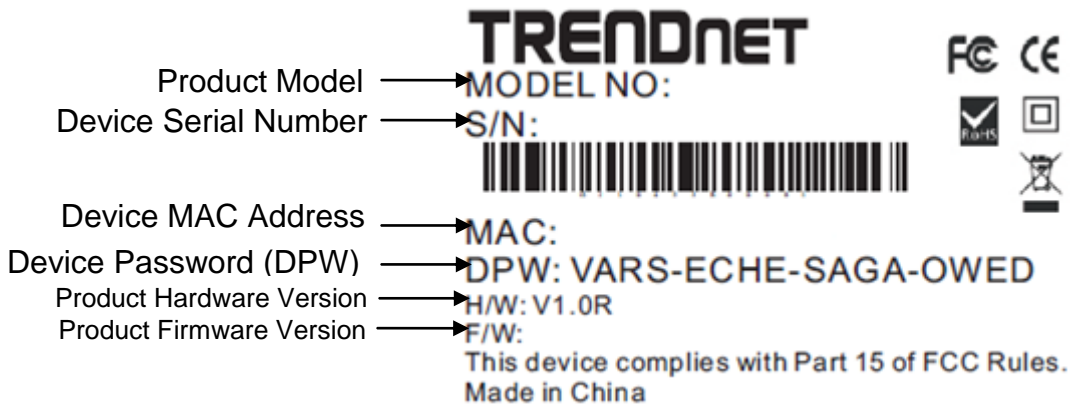 TRENDNET
FC CE
Product Model MODEL NO:
Device Serial Number S/N:
RoHS
Device MAC Address MAC:
Device Password (DPW) DPW: VARS-ECHE-SAGA-OWED
Product Hardware Version H/W: V1.0R
Product Firmware Version F/W:
This device complies with Part 15 of FCC Rules.
Made in China